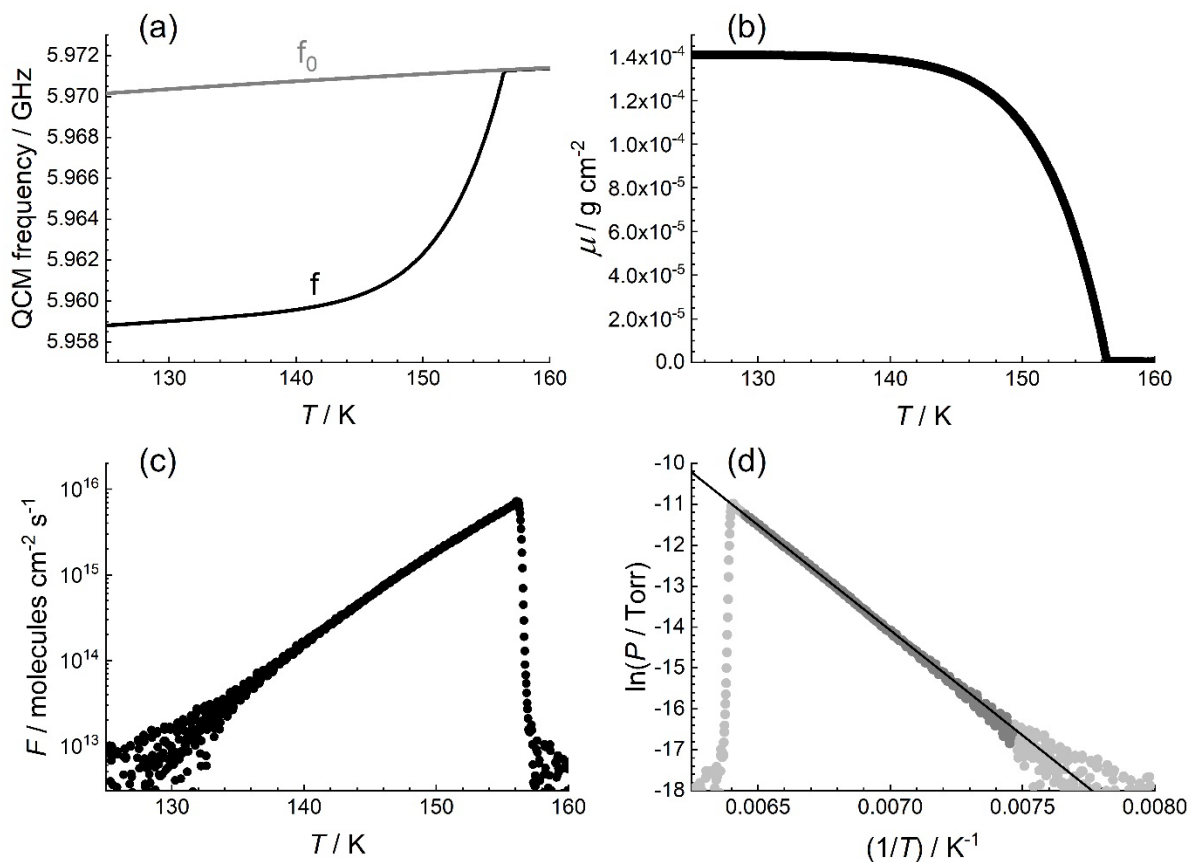 (a)
f₀
f
5.972
5.970
5.968
5.966
5.964
5.962
5.960
5.958
QCM frequency / GHz
130
140
150
160
T / K
(b)
1.4x10⁻⁴
1.2x10⁻⁴
1.0x10⁻⁴
8.0x10⁻⁵
6.0x10⁻⁵
4.0x10⁻⁵
2.0x10⁻⁵
0.0
μ / g cm⁻²
130
140
150
160
T / K
(c)
10¹⁶
10¹⁵
10¹⁴
10¹³
F / molecules cm⁻² s⁻¹
130
140
150
160
T / K
(d)
-10
-11
-12
-13
-14
-15
-16
-17
-18
ln(P / Torr)
0.0065
0.0070
0.0075
0.0080
(1/T) / K⁻¹